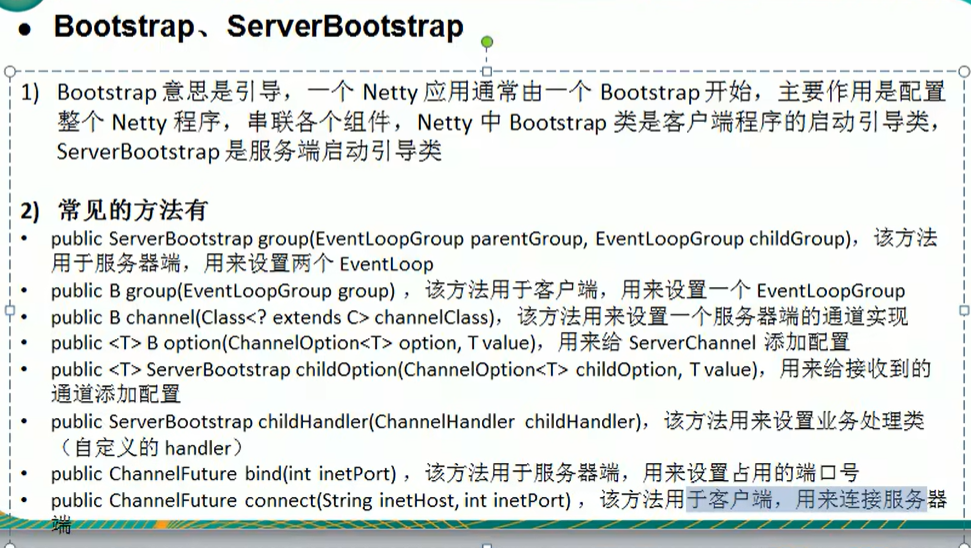 • Bootstrap、ServerBootstrap
1) Bootstrap 意思是引导，一个 Netty 应用通常由一个 Bootstrap 开始，主要作用是配置
整个 Netty 程序，串联各个组件，Netty 中 Bootstrap 类是客户端程序的启动引导类，
ServerBootstrap 是服务端启动引导类
2) 常见的方法有
• public ServerBootstrap group(EventLoopGroup parentGroup, EventLoopGroup childGroup)，该方法
用于服务器端，用来设置两个 EventLoop
• public B group(EventLoopGroup group) ，该方法用于客户端，用来设置一个 EventLoopGroup
• public B channel(Class<? extends C> channelClass)，该方法用来设置一个服务器端的通道实现
• public <T> B option(ChannelOption<T> option, T value)，用来给 ServerChannel 添加配置
• public <T> ServerBootstrap childOption(ChannelOption<T> childOption, T value)，用来给接收到的
通道添加配置
• public ServerBootstrap childHandler(ChannelHandler childHandler)，该方法用来设置业务处理类
（自定义的 handler）
• public ChannelFuture bind(int inetPort) ，该方法用于服务器端，用来设置占用的端口号
• public ChannelFuture connect(String inetHost, int inetPort) ，该方法用于客户端，用来连接服务器
端